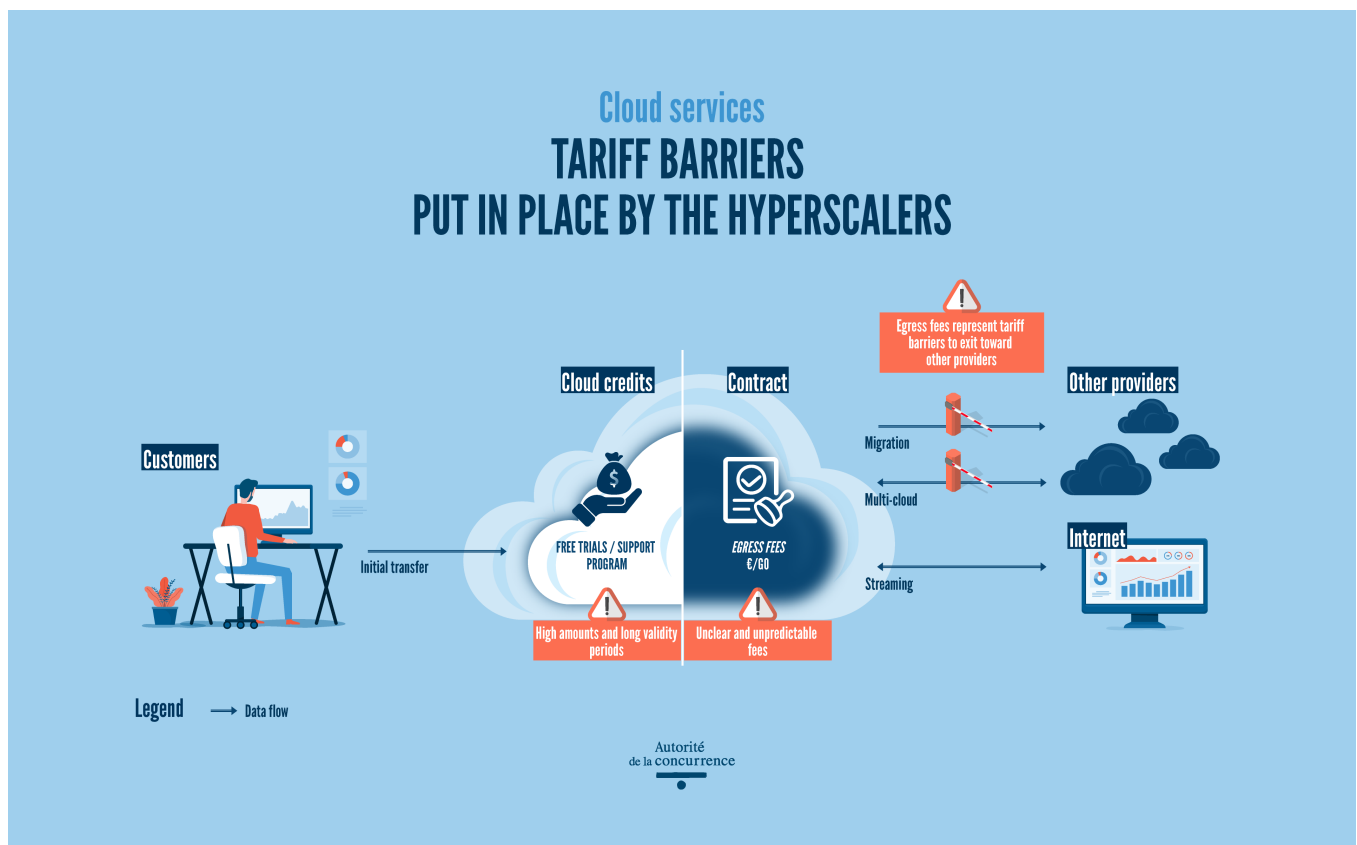 Cloud services
TARIFF BARRIERS
PUT IN PLACE BY THE HYPERSCALERS
Egress fees represent tariff
barriers to exit toward
other providers
Cloud credits
Contract
Other providers
Customers
Migration
Multi-cloud
Internet
FREE TRIALS / SUPPORT
PROGRAM
EGRESS FEES
€/GO
Initial transfer
Streaming
High amounts and long validity
periods
Unclear and unpredictable
fees
Legend
Data flow
Autorité
de la concurrence